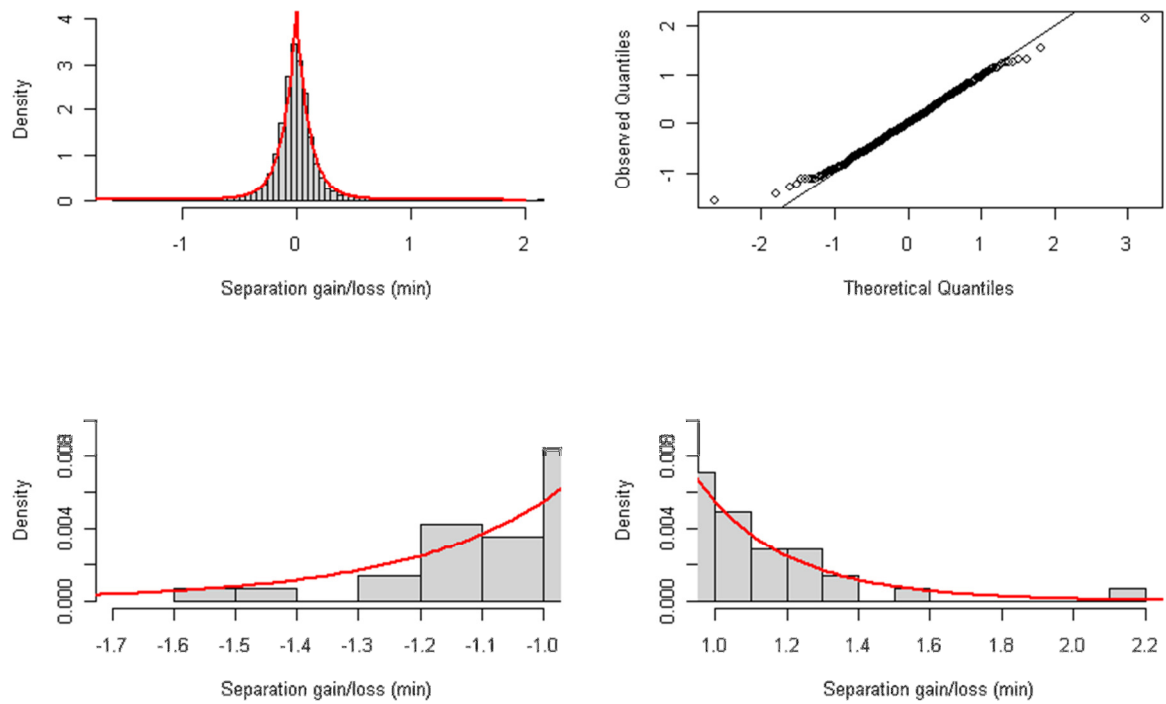 Density
4
3
2
1
0
-1 0 1 2
Separation gain/loss (min)
Observed Quantiles
2
1
0
-1
-2 -1 0 1 2 3
Theoretical Quantiles
Density
0.008
0.004
0.000
-1.7 -1.6 -1.5 -1.4 -1.3 -1.2 -1.1 -1.0
Separation gain/loss (min)
Density
0.008
0.004
0.000
1.0 1.2 1.4 1.6 1.8 2.0 2.2
Separation gain/loss (min)